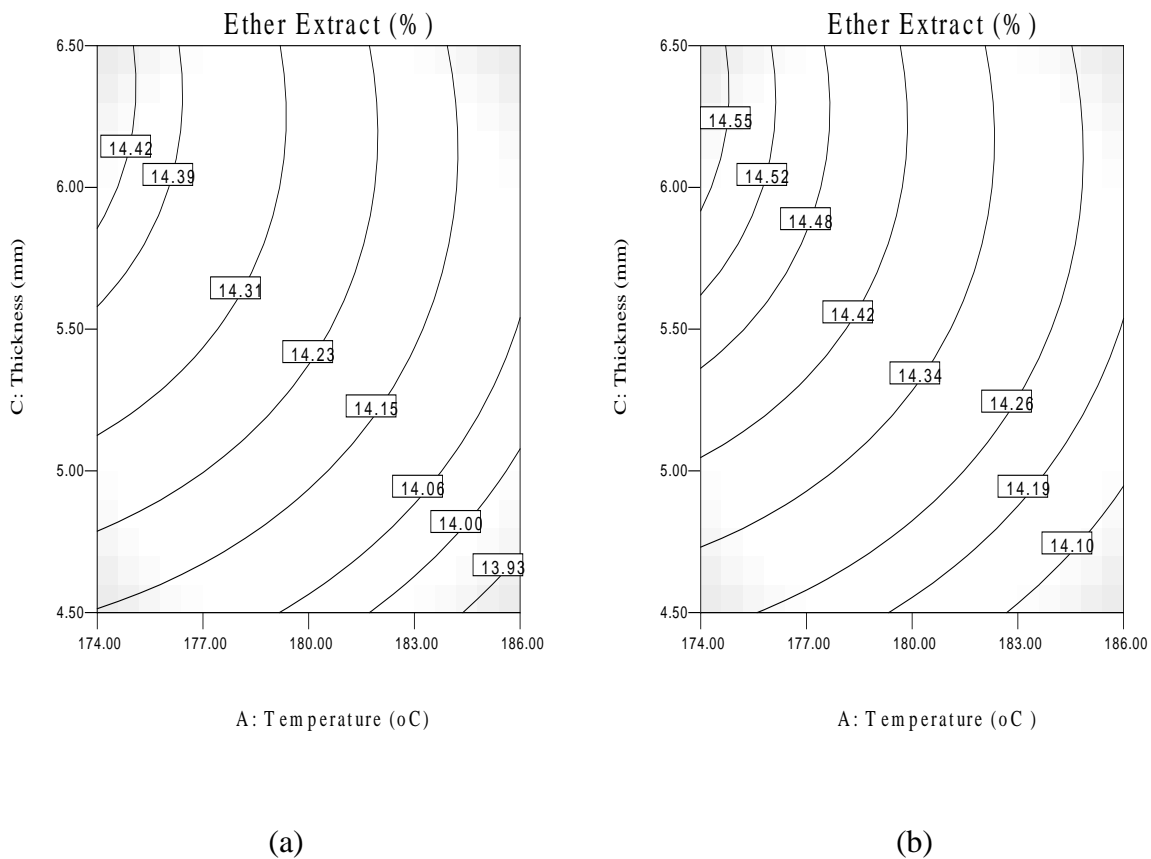 Ether Extract (%)
6.50
6.00
5.50
5.00
4.50
C: Thickness (mm)
14.42
14.39
14.31
14.23
14.15
14.06
14.00
13.93
174.00 177.00 180.00 183.00 186.00
A: Temperature (oC)
(a)
Ether Extract (%)
6.50
6.00
5.50
5.00
4.50
C: Thickness (mm)
14.55
14.52
14.48
14.42
14.34
14.26
14.19
14.10
174.00 177.00 180.00 183.00 186.00
A: Temperature (oC)
(b)